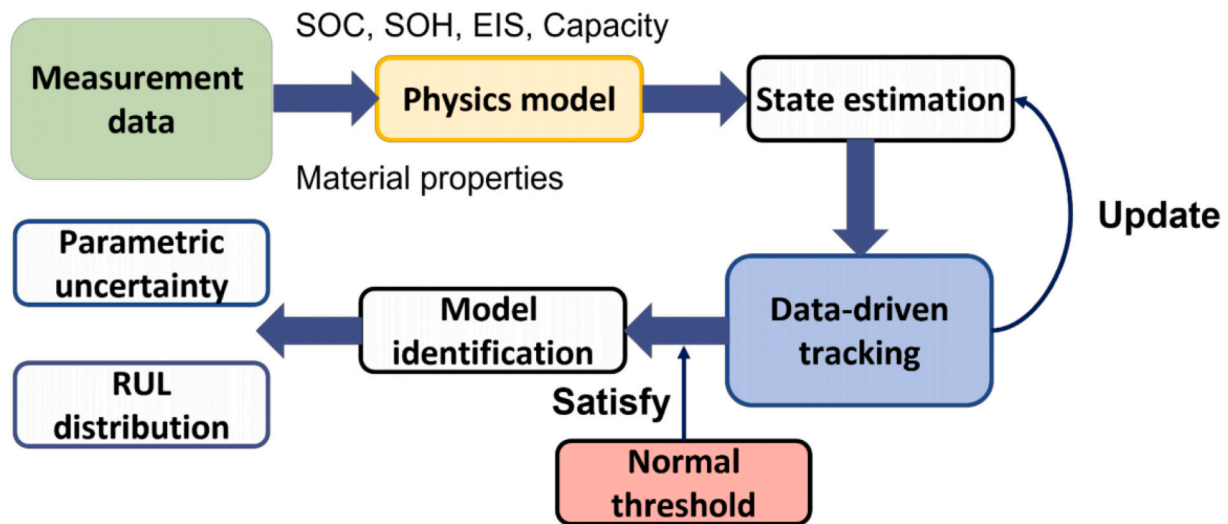 SOC, SOH, EIS, Capacity
Measurement
data
Physics model
State estimation
Material properties
Update
Parametric
uncertainty
Model
identification
Data-driven
tracking
RUL
distribution
Satisfy
Normal
threshold